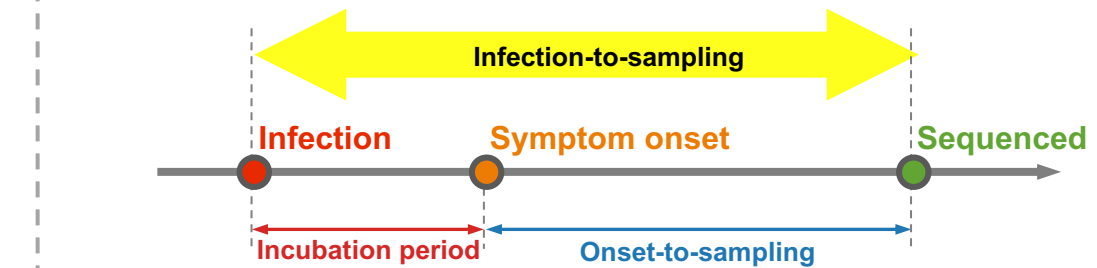 Infection-to-sampling
Infection
Symptom onset
Sequenced
Incubation period
Onset-to-sampling